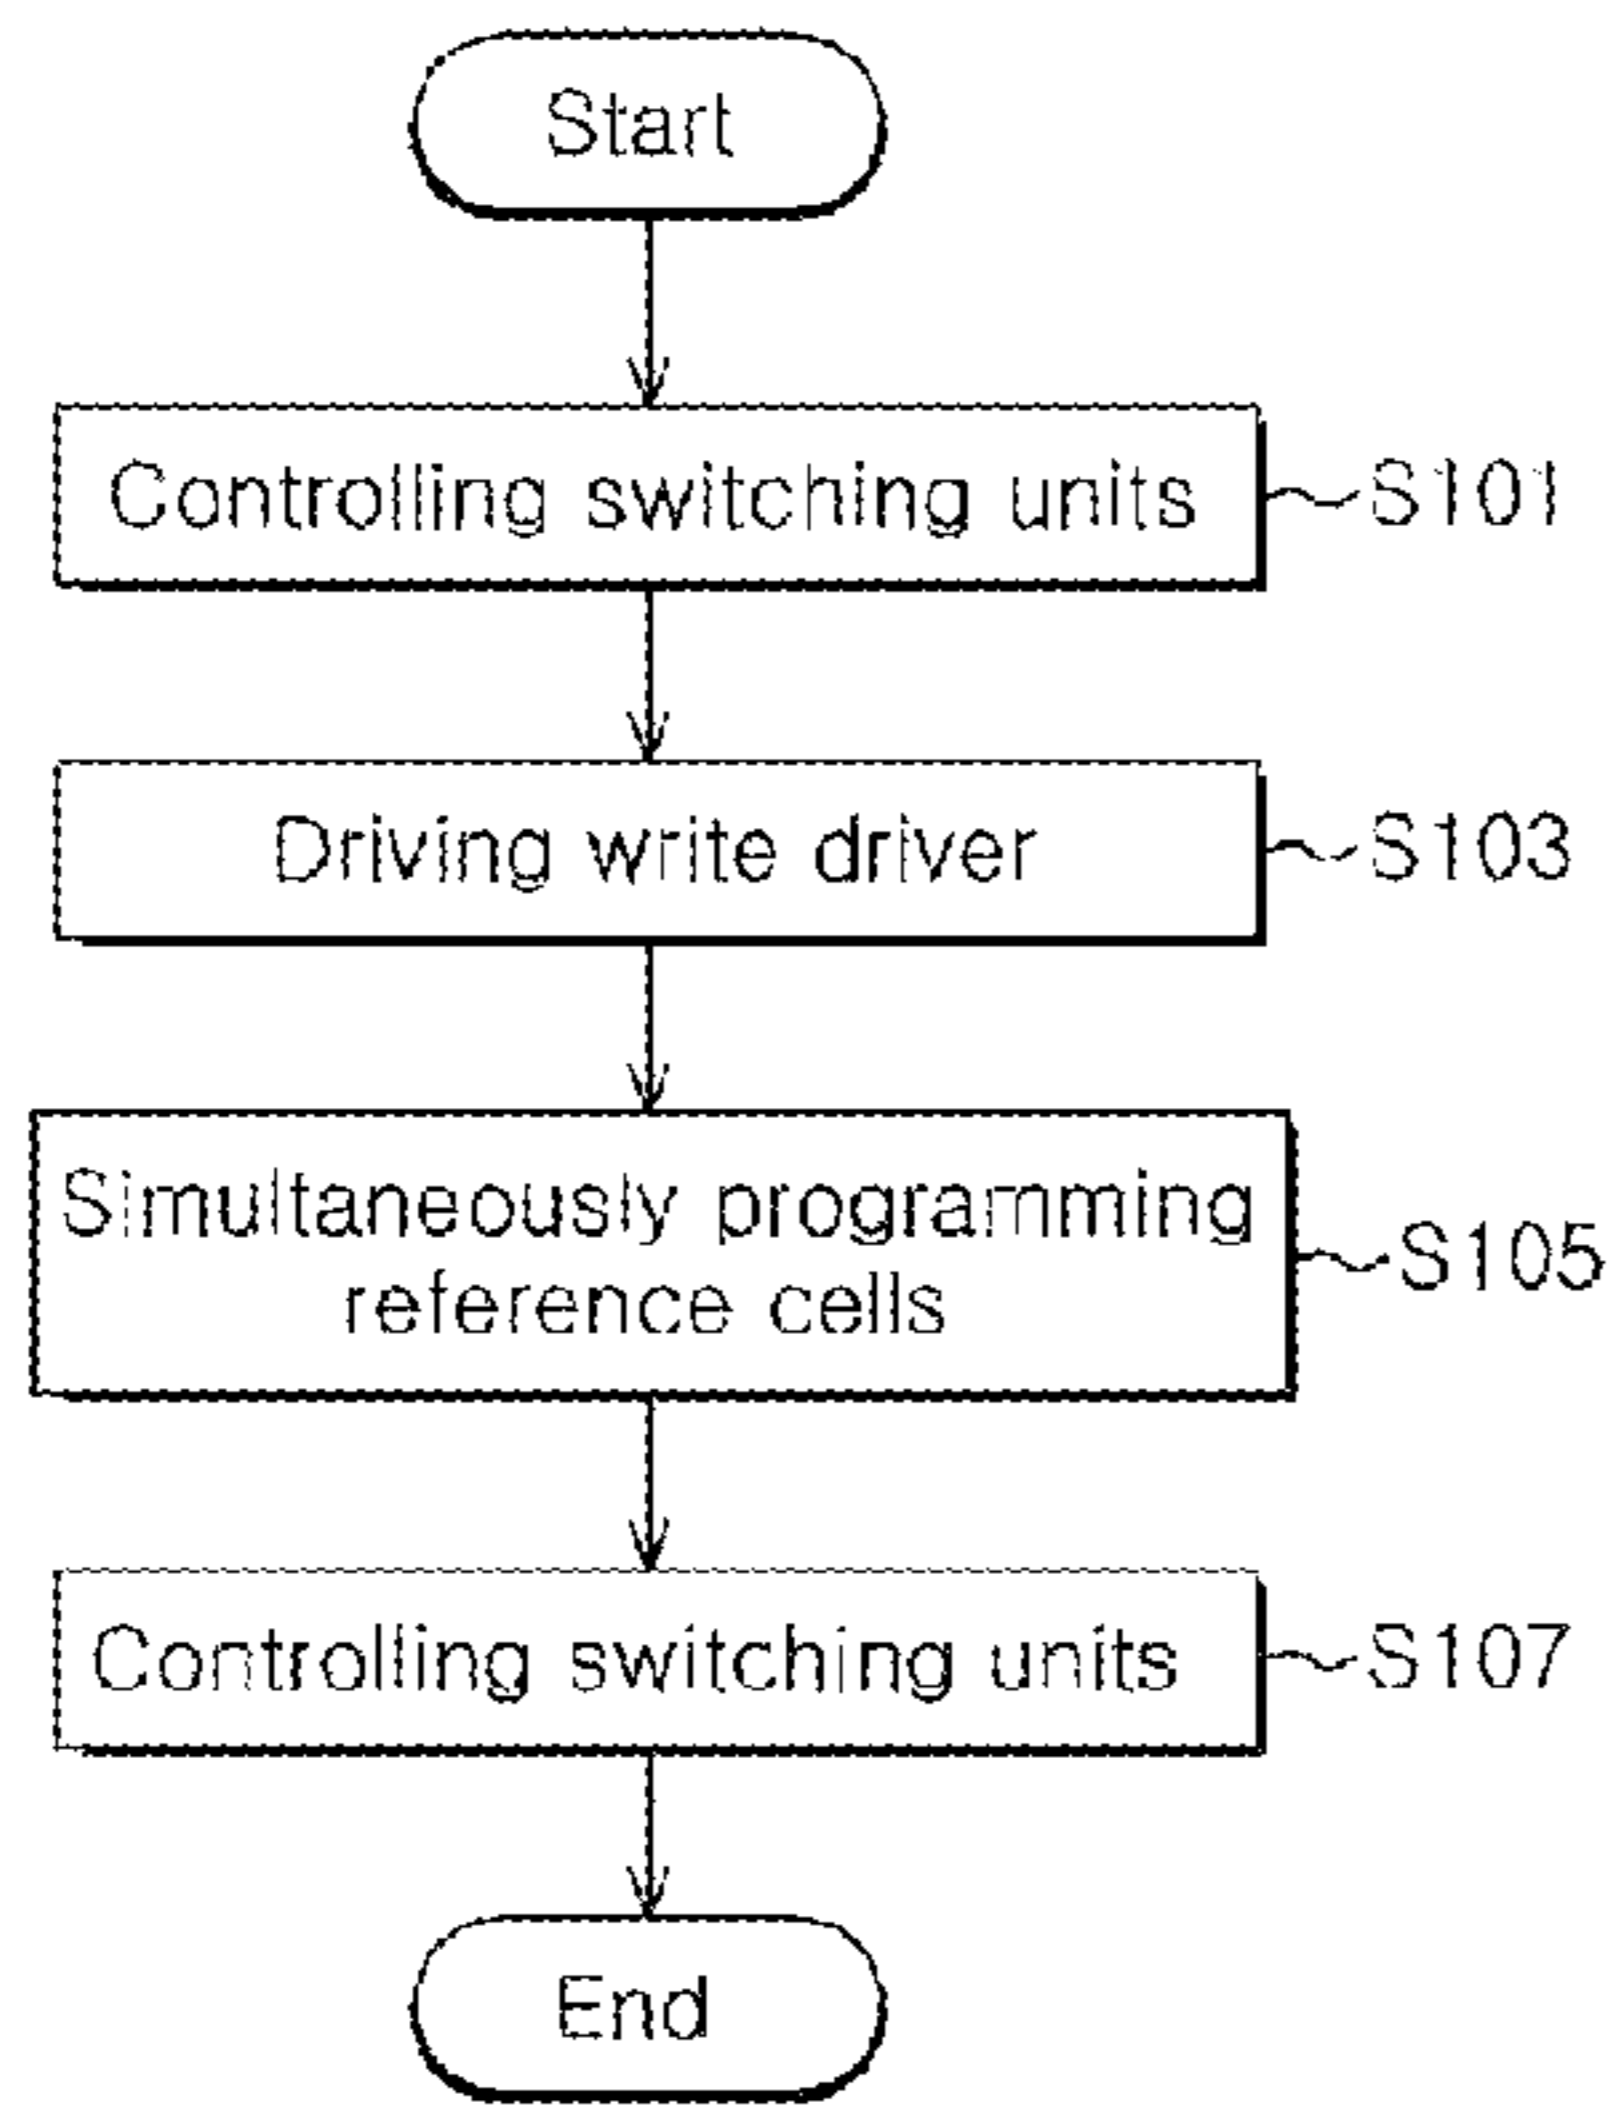 Start
Controlling switching units
S101
Driving write driver
S103
Simultaneously programming
reference cells
S105
Controlling switching units
S107
End